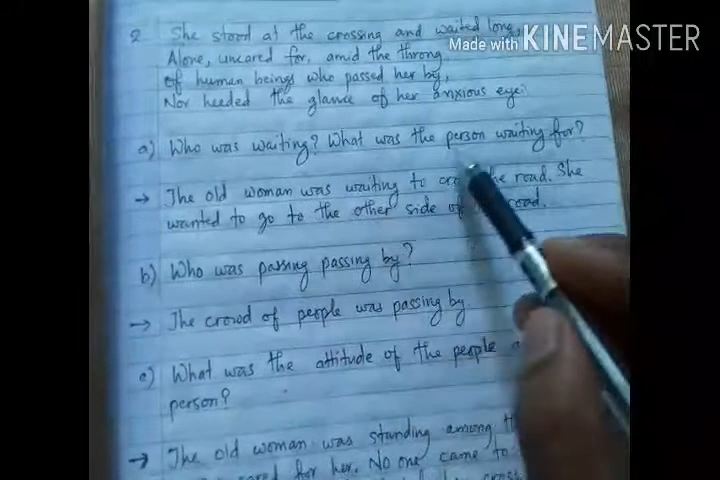 Made with KINEMASTER
2 She stood at the crossing and waited long,
Alone, uncared for, amid the throng
Of human beings who passed her by,
Nor heeded the glance of her anxious eye.
a) Who was waiting? What was the person waiting for?
→ The old woman was waiting to the road. She
wanted to go to the other side of road.
b) Who was passing passing by?
→ The crowd of people was passing by.
c) What was the attitude of the people
person?
→ The old woman was standing among
for her. No one came to